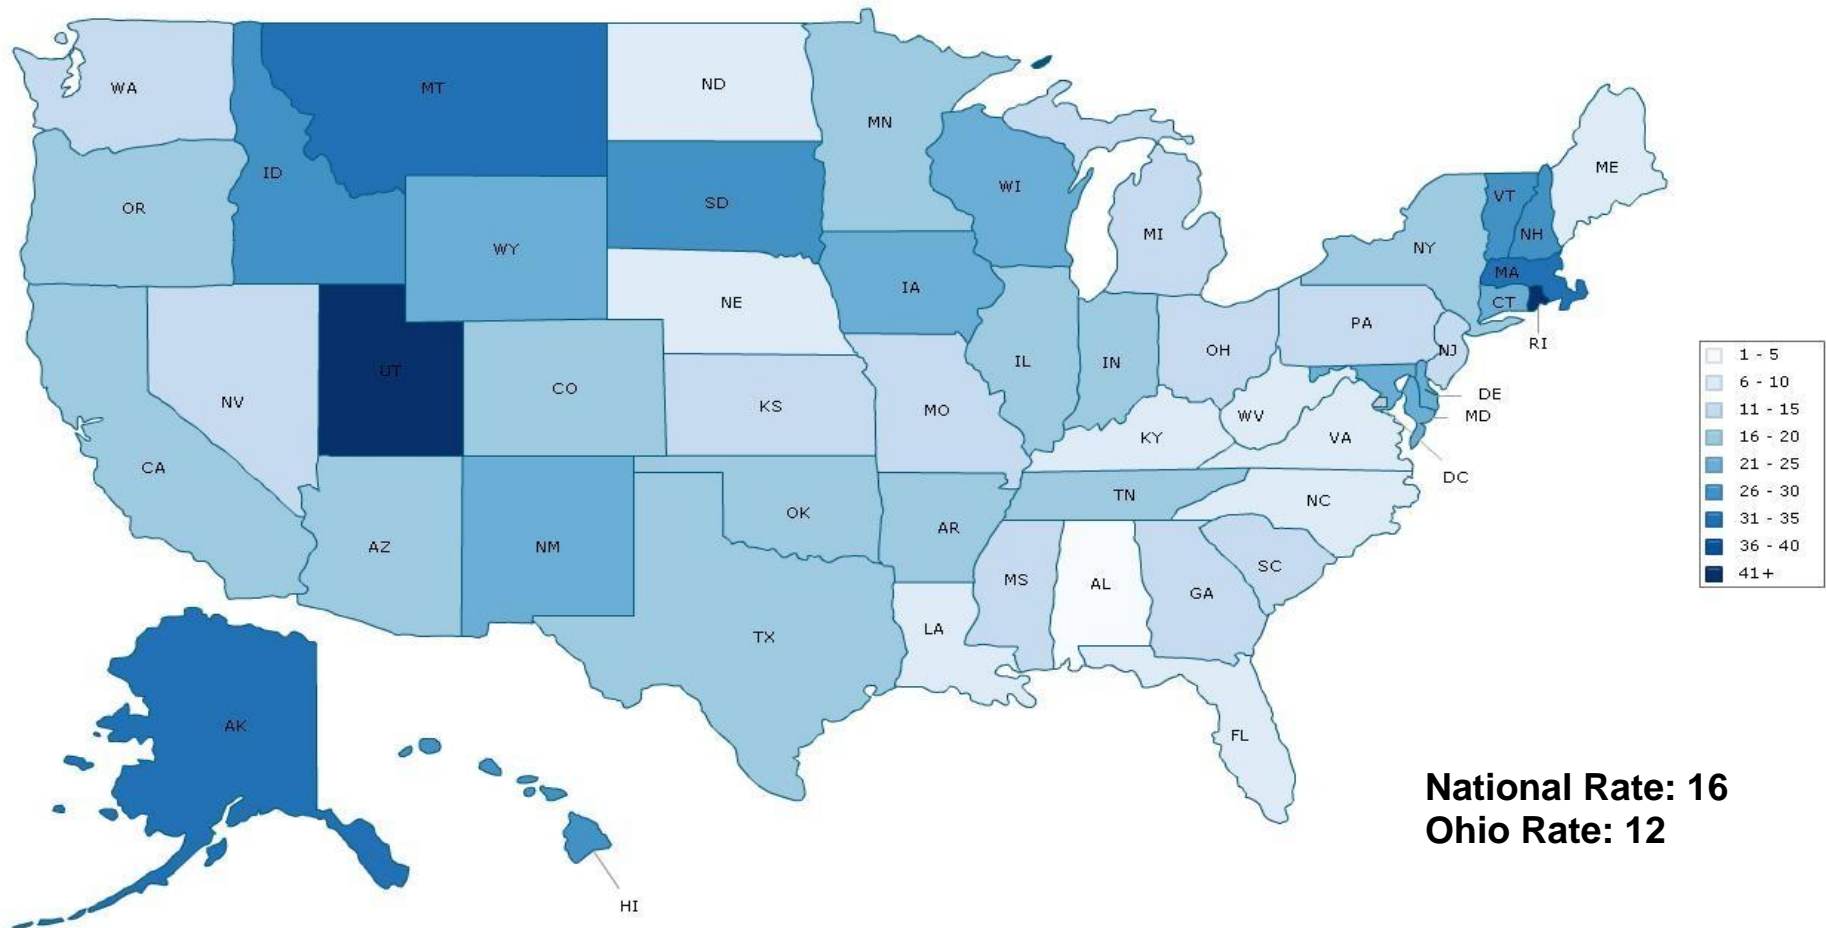 WA
MT
ND
MN
ME
ID
WI
VT
OR
SD
MI
NH
NY
WY
MA
IA
NE
CT
PA
RI
OH
NJ
IL
IN
UT
CO
NV
KS
MO
DE
WV
MD
KY
VA
CA
DC
TN
NC
OK
AR
AZ
NM
SC
MS
AL
GA
LA
TX
FL
AK
HI
1 - 5
6 - 10
11 - 15
16 - 20
21 - 25
26 - 30
31 - 35
36 - 40
41+
National Rate: 16
Ohio Rate: 12